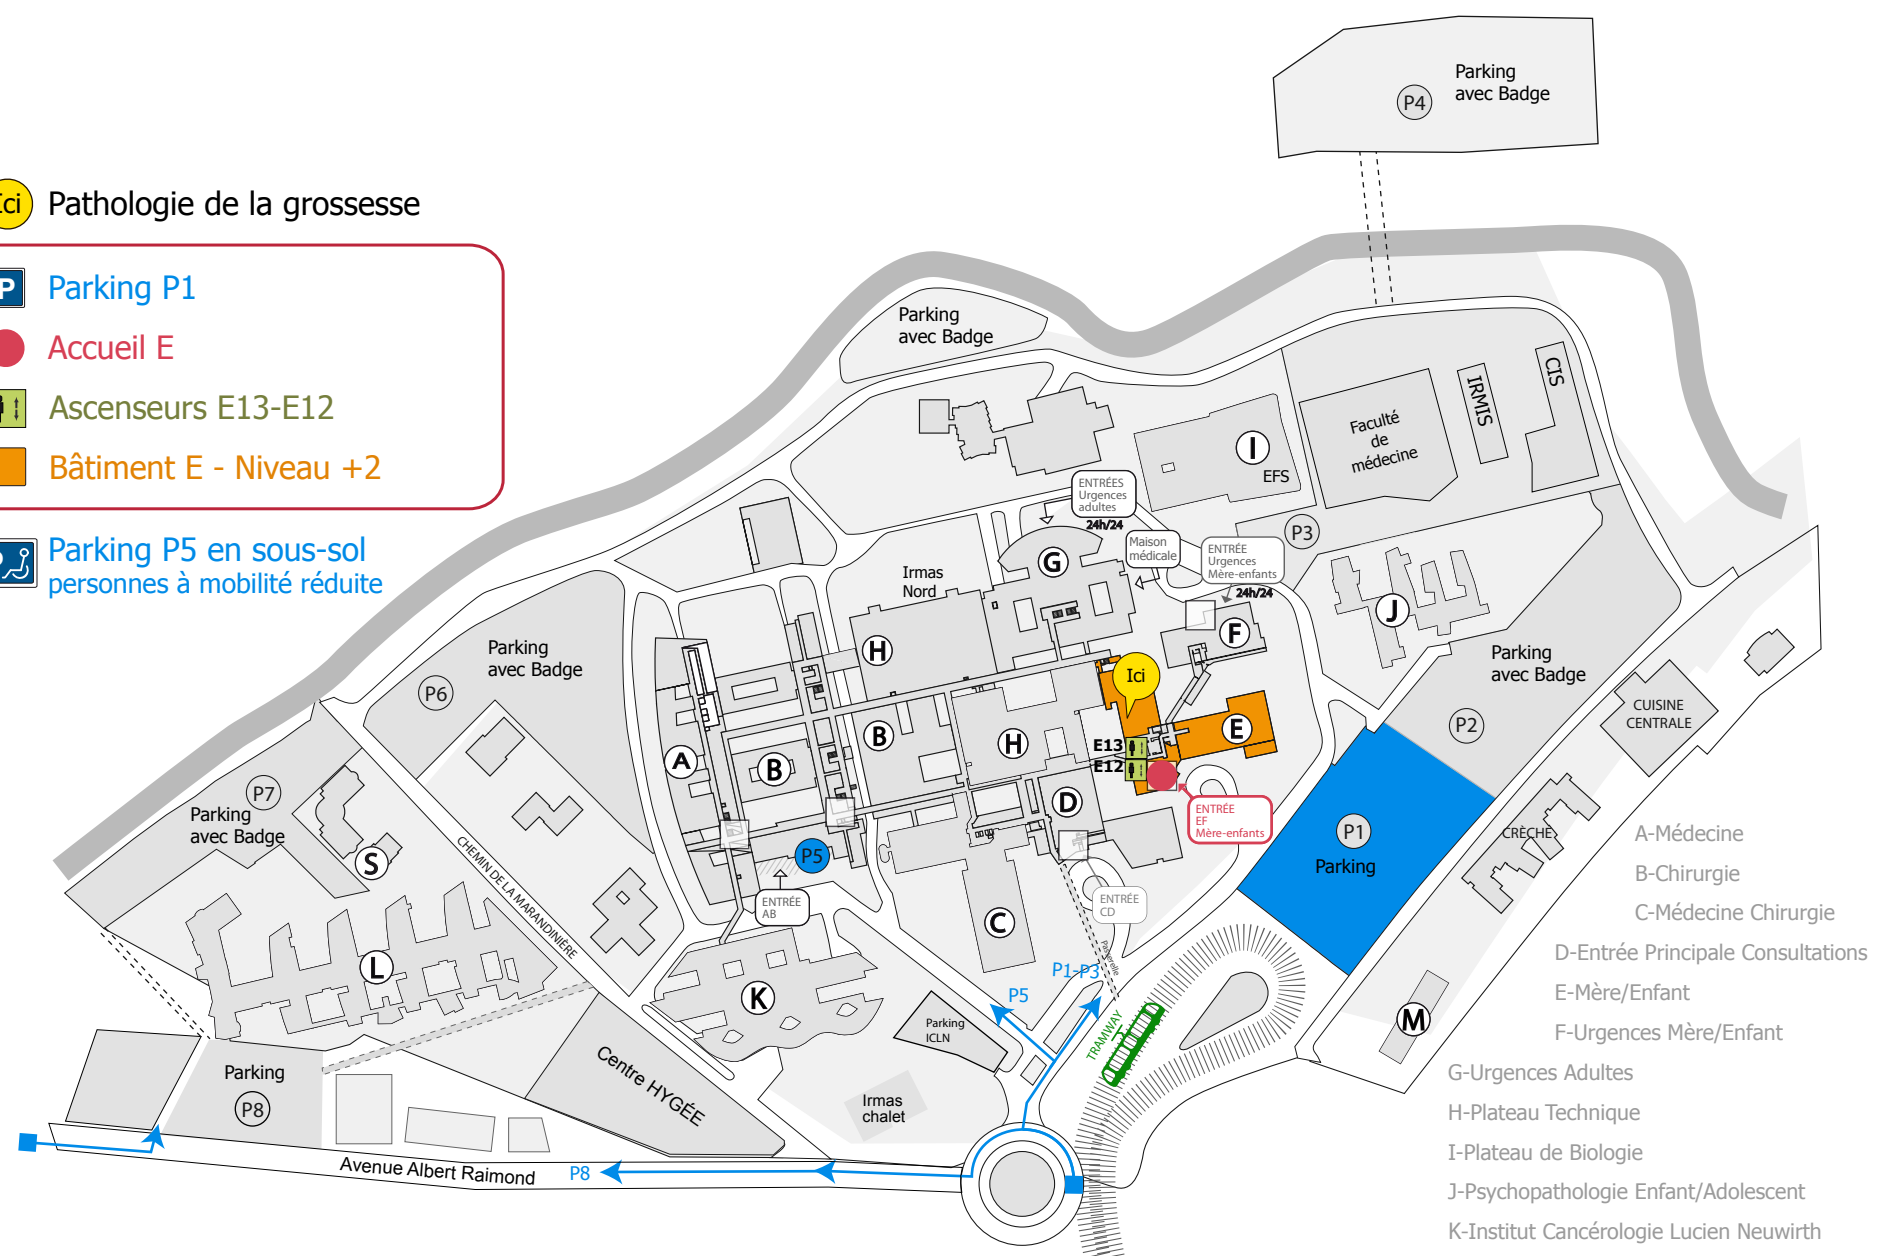 Ici
Pathologie de la grossesse
P
Parking P1
Accueil E
Ascenseurs E13-E12
Bâtiment E - Niveau +2
P
Parking P5 en sous-sol
personnes à mobilité réduite
P4
Parking
avec Badge
Parking
avec Badge
I
EFS
Faculté
de
médecine
IRMIS
CIS
ENTRÉES
Urgences
adultes
24h/24
Maison
médicale
ENTRÉE
Urgences
Mère-enfants
24h/24
P3
G
Irmas
Nord
H
F
J
Parking
avec Badge
P2
CUISINE
CENTRALE
Parking
avec Badge
P6
Ici
E
A
B
B
H
E13
E12
D
ENTRÉE
EF
Mère-enfants
P1
Parking
CRÈCHE
P7
Parking
avec Badge
S
CHEMIN DE LA MARANDINIÈRE
P5
ENTRÉE
AB
ENTRÉE
CD
C
Passerelle
P1-P3
P5
L
K
Parking
ICLN
TRAMWAY
M
Parking
P8
Centre HYGÉE
Irmas
chalet
Avenue Albert Raimond
P8
A-Médecine
B-Chirurgie
C-Médecine Chirurgie
D-Entrée Principale Consultations
E-Mère/Enfant
F-Urgences Mère/Enfant
G-Urgences Adultes
H-Plateau Technique
I-Plateau de Biologie
J-Psychopathologie Enfant/Adolescent
K-Institut Cancérologie Lucien Neuwirth